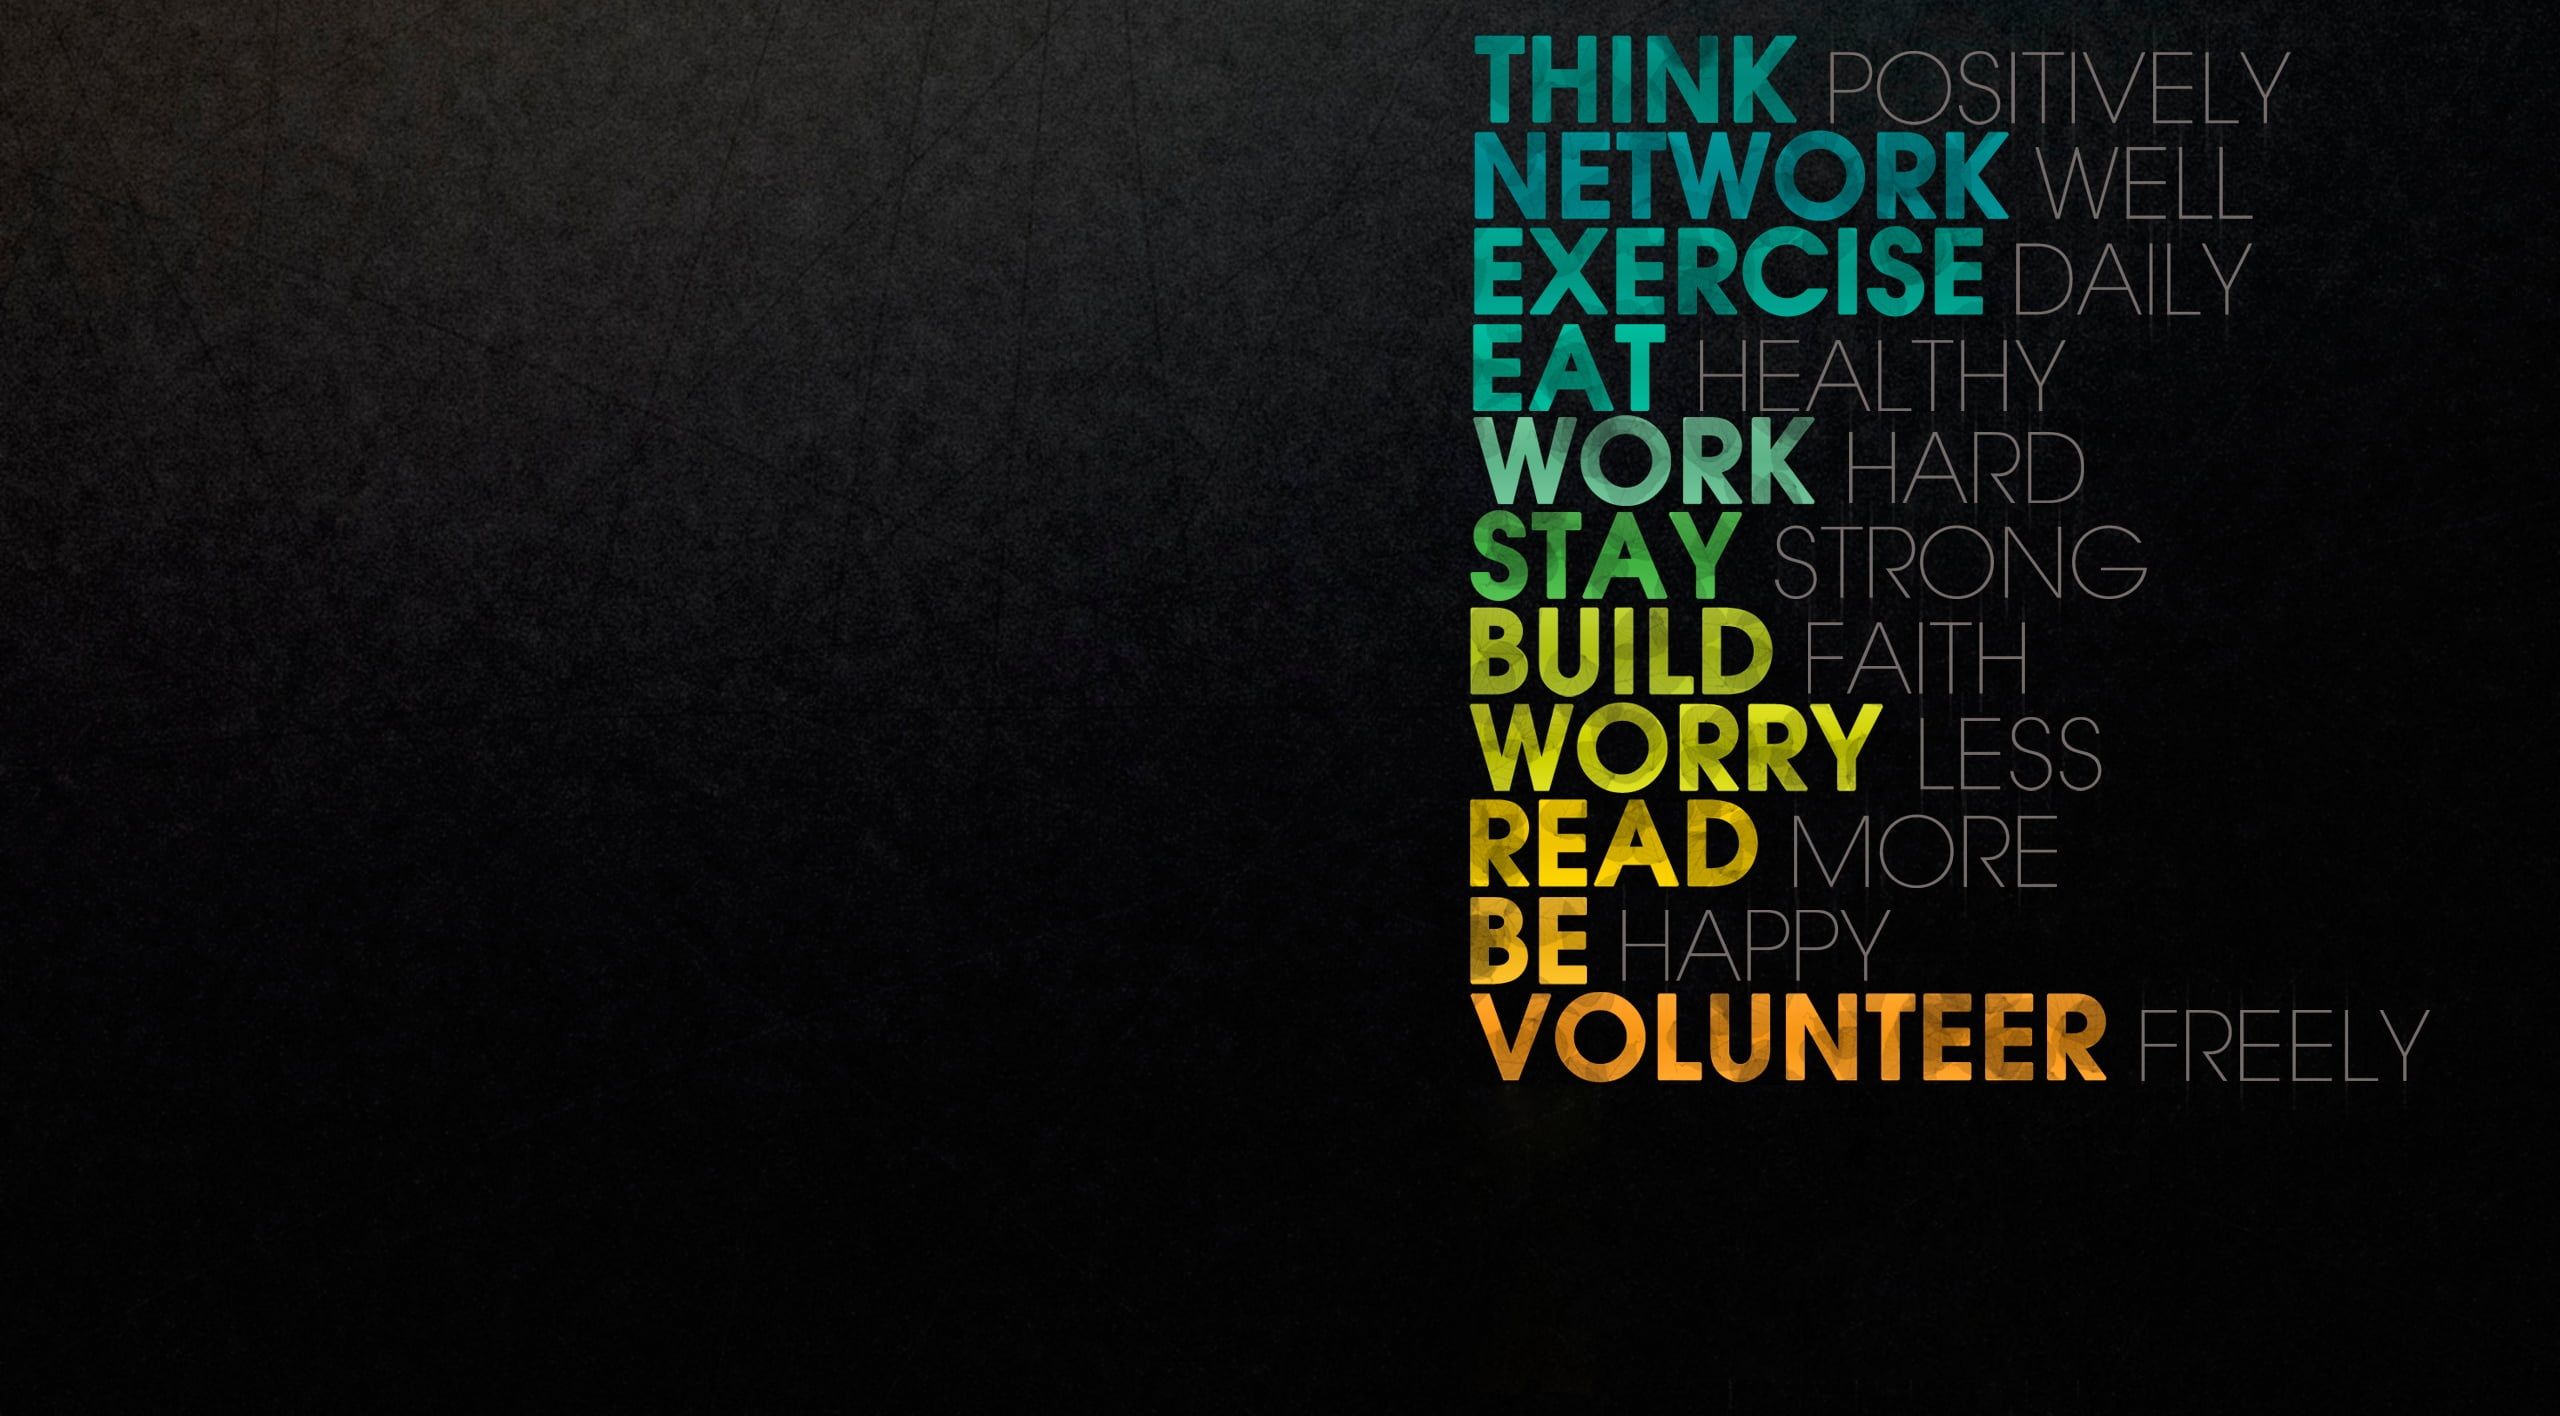 THINK POSITIVELY
NETWORK WELL
EXERCISE DAILY
EAT HEALTHY
WORK HARD
STAY STRONG
BUILD FAITH
WORRY LESS
READ MORE
BE HAPPY
VOLUNTEER FREELY